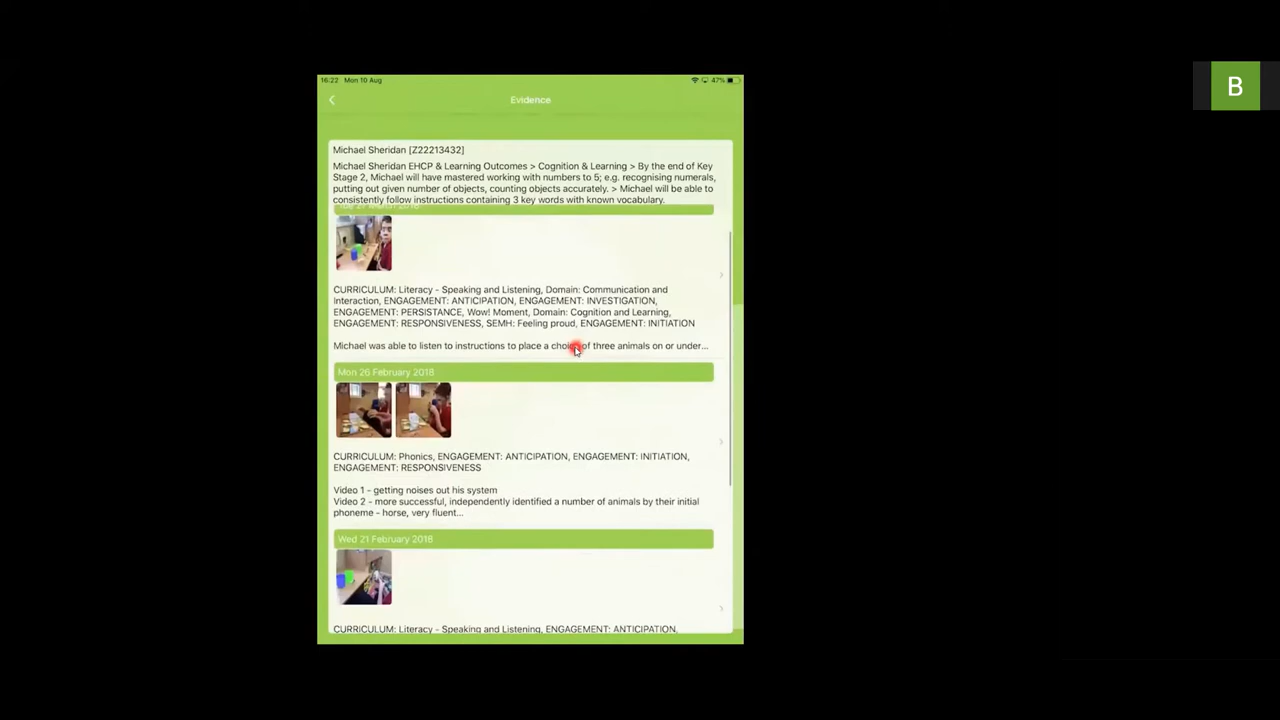 16:22 Mon 10 Aug
47%
Evidence
B
Michael Sheridan [Z22213432]
Michael Sheridan EHCP & Learning Outcomes > Cognition & Learning > By the end of Key
Stage 2, Michael will have mastered working with numbers to 5; e.g. recognising numerals,
putting out given number of objects, counting objects accurately. > Michael will be able to
consistently follow instructions containing 3 key words with known vocabulary.
CURRICULUM: Literacy - Speaking and Listening, Domain: Communication and
Interaction, ENGAGEMENT: ANTICIPATION, ENGAGEMENT: INVESTIGATION,
ENGAGEMENT: PERSISTANCE, Wow! Moment, Domain: Cognition and Learning,
ENGAGEMENT: RESPONSIVENESS, SEMH: Feeling proud, ENGAGEMENT: INITIATION
Michael was able to listen to instructions to place a choice of three animals on or under...
Mon 26 February 2018
CURRICULUM: Phonics, ENGAGEMENT: ANTICIPATION, ENGAGEMENT: INITIATION,
ENGAGEMENT: RESPONSIVENESS
Video 1 - getting noises out his system
Video 2 - more successful, independently identified a number of animals by their initial
phoneme - horse, very fluent...
Wed 21 February 2018
CURRICULUM: Literacy - Speaking and Listening, ENGAGEMENT: ANTICIPATION,